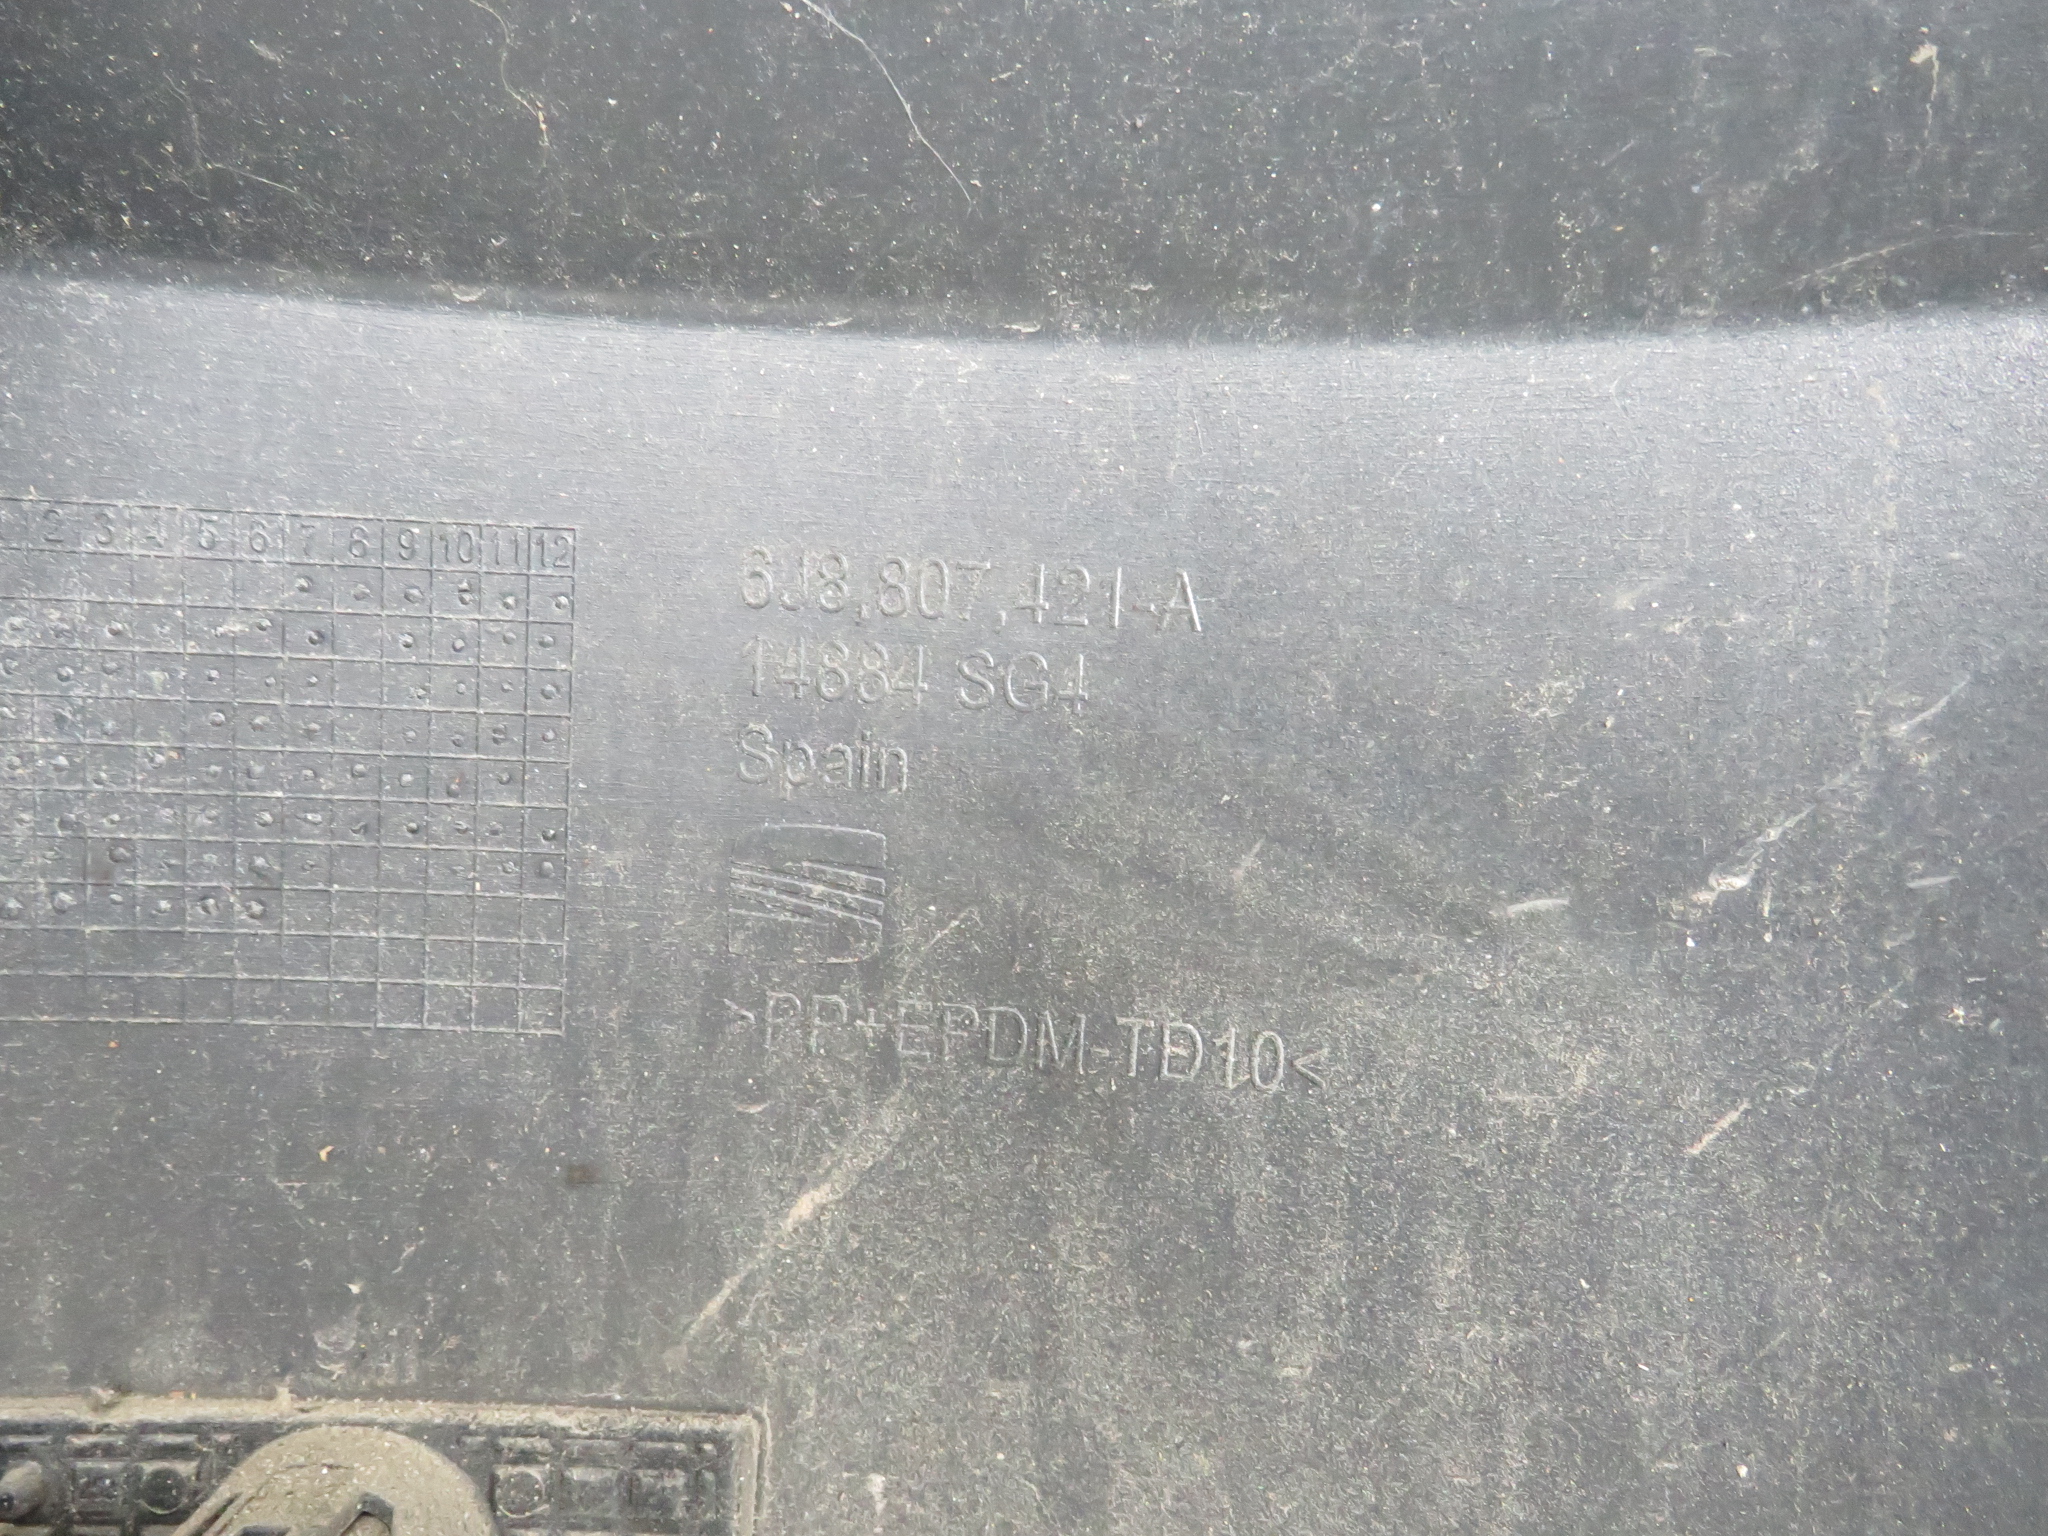 2 3 4 5 6 7 8 9 10 11 12
6J8.807.421-A
14884 SG4
Spain
>PP+EPDM-TD10<